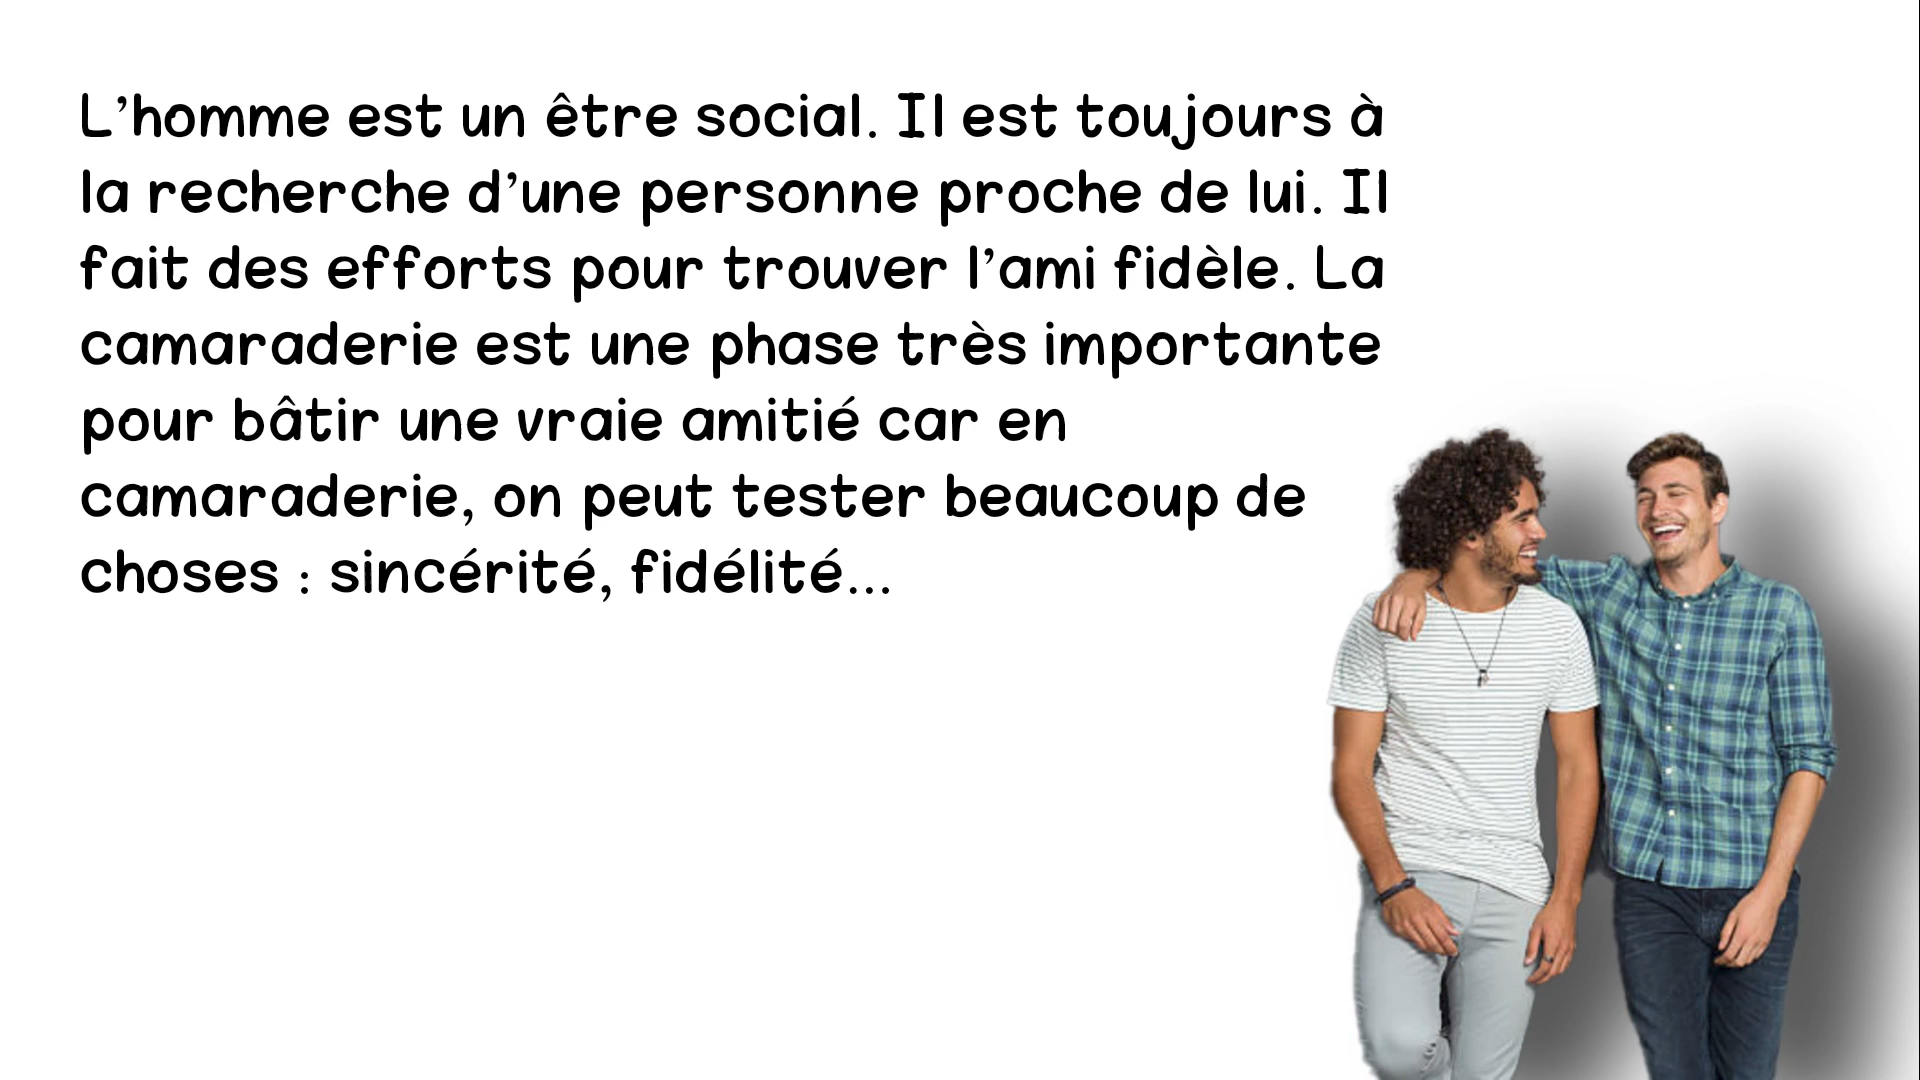 L’homme est un être social. Il est toujours à
la recherche d’une personne proche de lui. Il
fait des efforts pour trouver l’ami fidèle. La
camaraderie est une phase très importante
pour bâtir une vraie amitié car en
camaraderie, on peut tester beaucoup de
choses : sincérité, fidélité...